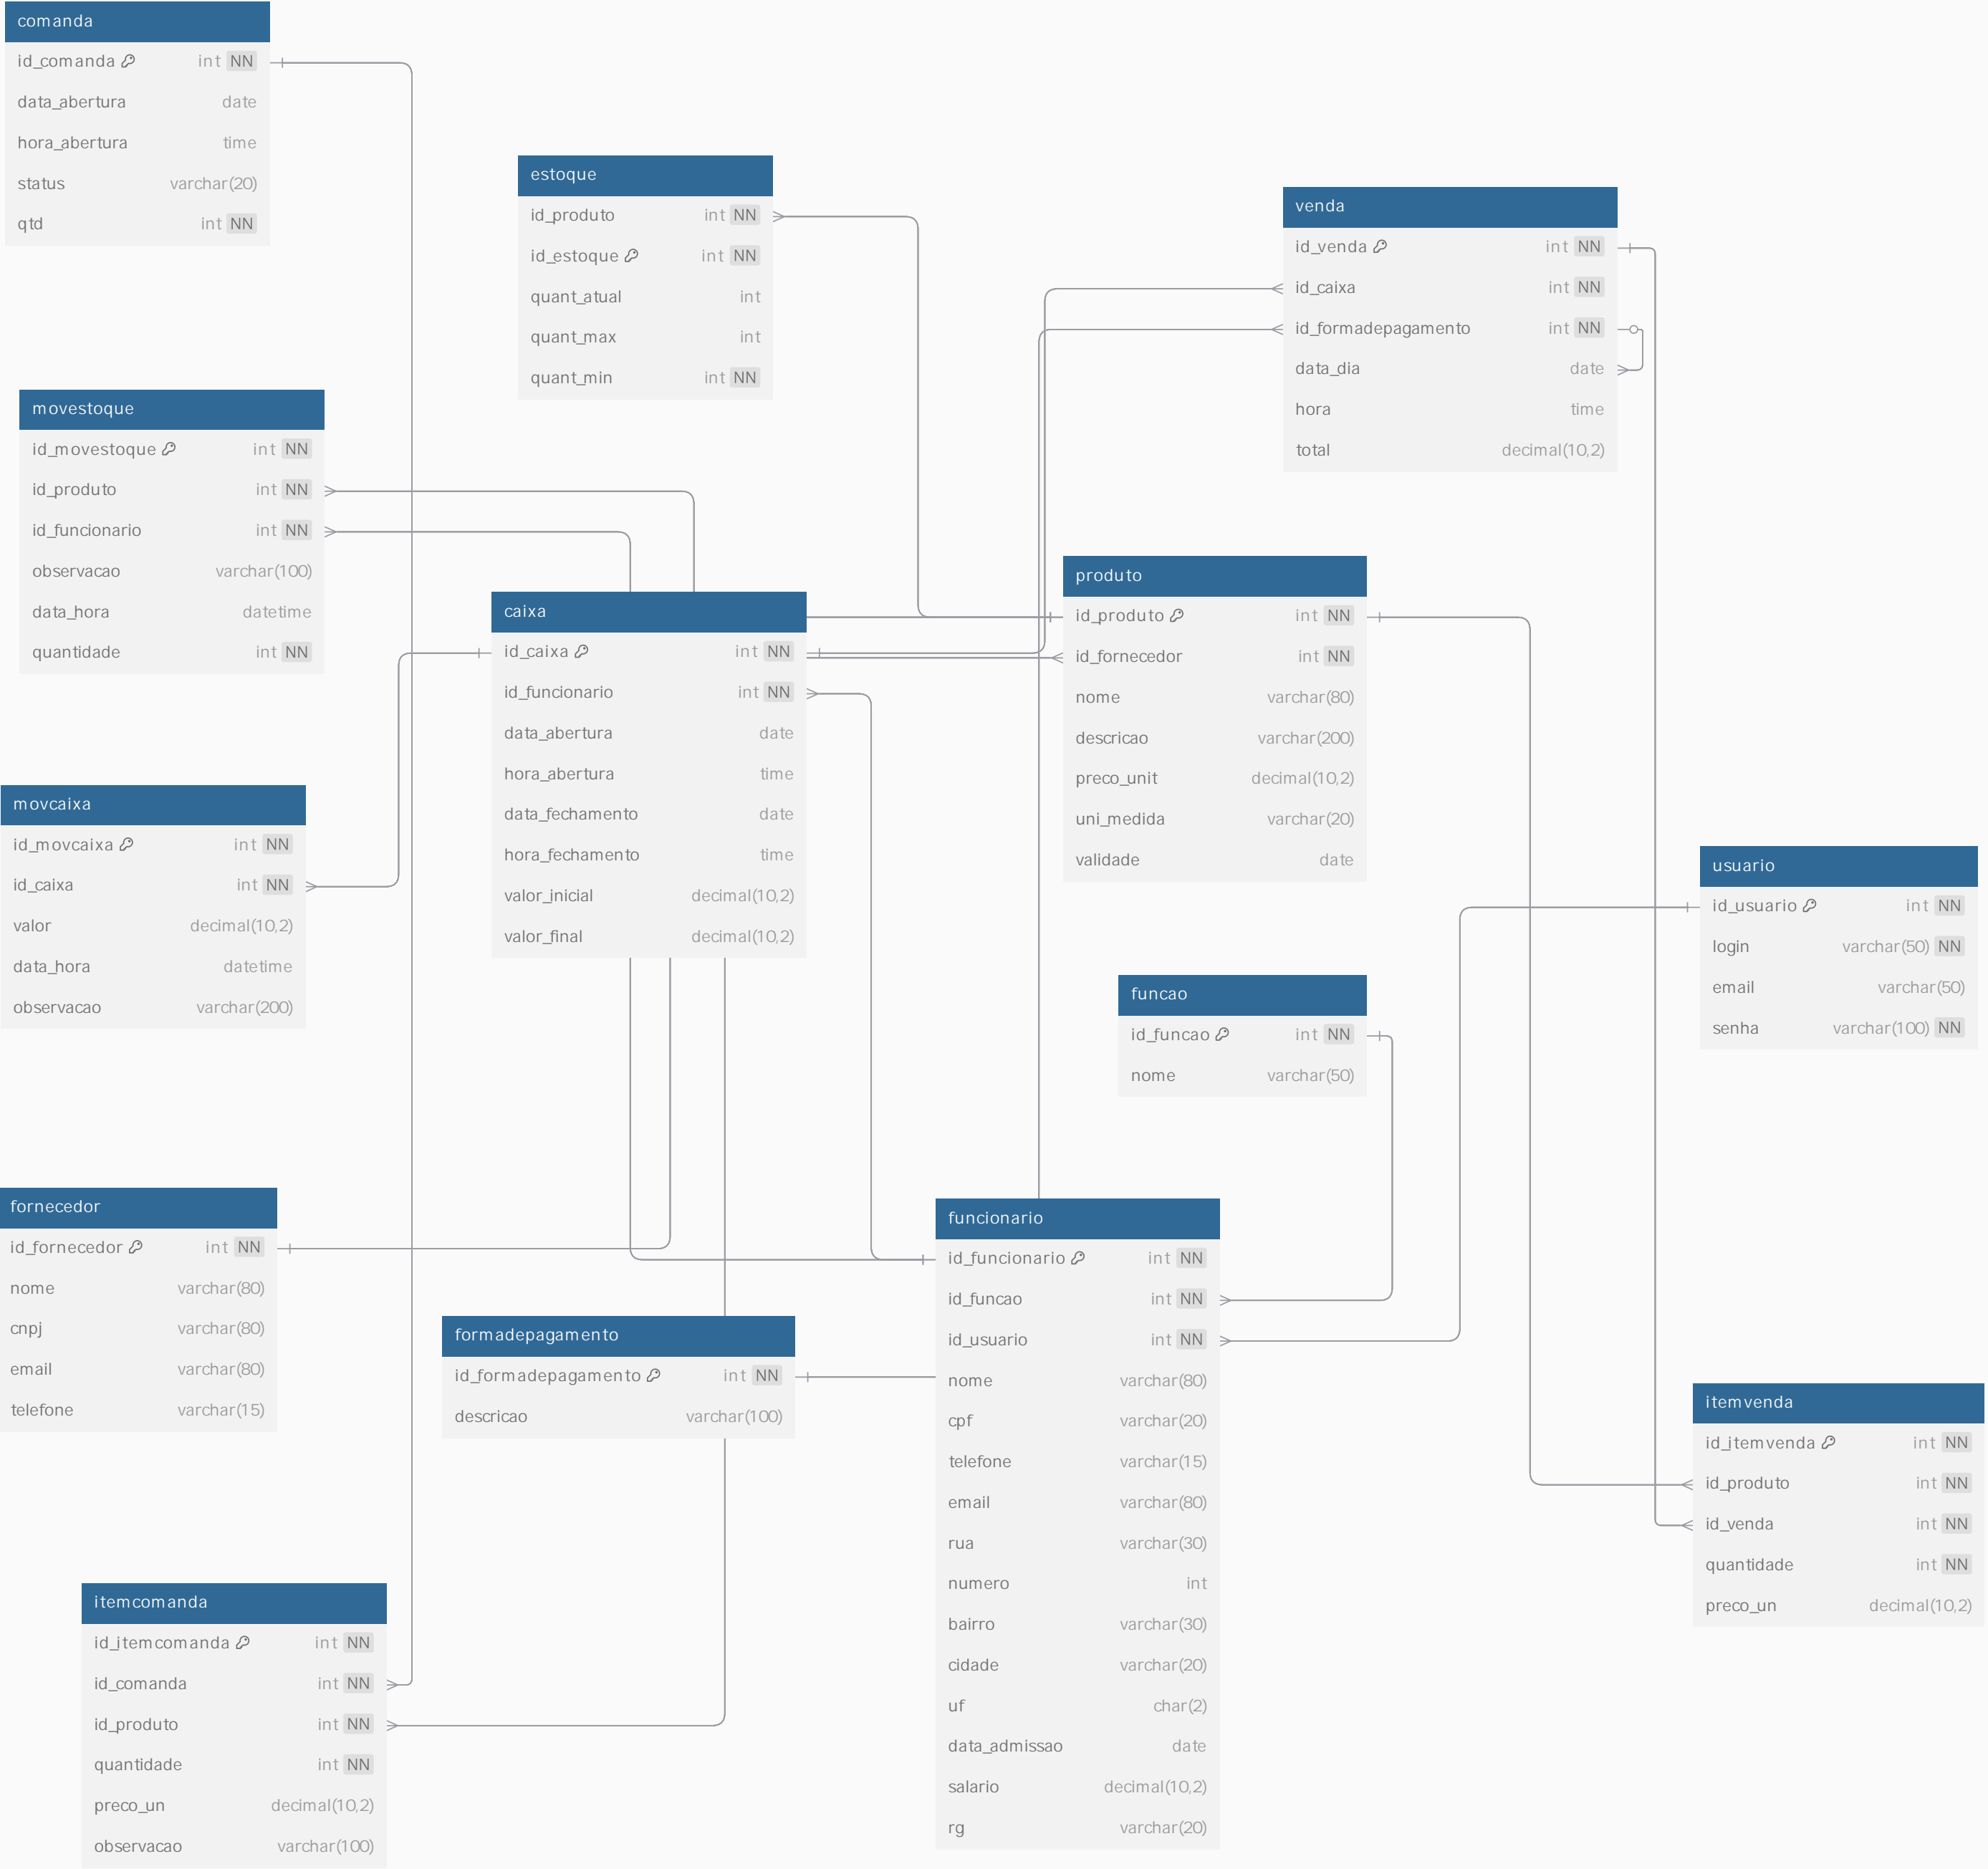 comanda
id_comanda int NN
data_abertura date
hora_abertura time
status varchar(20)
qtd int NN
estoque
id_produto int NN
id_estoque int NN
quant_atual int
quant_max int
quant_min int NN
venda
id_venda int NN
id_caixa int NN
id_formadepagamento int NN
data_dia date
hora time
total decimal(10,2)
movestoque
id_movestoque int NN
id_produto int NN
id_funcionario int NN
observacao varchar(100)
data_hora datetime
quantidade int NN
caixa
id_caixa int NN
id_funcionario int NN
data_abertura date
hora_abertura time
data_fechamento date
hora_fechamento time
valor_inicial decimal(10,2)
valor_final decimal(10,2)
produto
id_produto int NN
id_fornecedor int NN
nome varchar(80)
descricao varchar(200)
preco_unit decimal(10,2)
uni_medida varchar(20)
validade date
movcaixa
id_movcaixa int NN
id_caixa int NN
valor decimal(10,2)
data_hora datetime
observacao varchar(200)
usuario
id_usuario int NN
login varchar(50) NN
email varchar(50)
senha varchar(100) NN
funcao
id_funcao int NN
nome varchar(50)
fornecedor
id_fornecedor int NN
nome varchar(80)
cnpj varchar(80)
email varchar(80)
telefone varchar(15)
formadepagamento
id_formadepagamento int NN
descricao varchar(100)
funcionario
id_funcionario int NN
id_funcao int NN
id_usuario int NN
nome varchar(80)
cpf varchar(20)
telefone varchar(15)
email varchar(80)
rua varchar(30)
numero int
bairro varchar(30)
cidade varchar(20)
uf char(2)
data_admissao date
salario decimal(10,2)
rg varchar(20)
itemvenda
id_itemvenda int NN
id_produto int NN
id_venda int NN
quantidade int NN
preco_un decimal(10,2)
itemcomanda
id_itemcomanda int NN
id_comanda int NN
id_produto int NN
quantidade int NN
preco_un decimal(10,2)
observacao varchar(100)